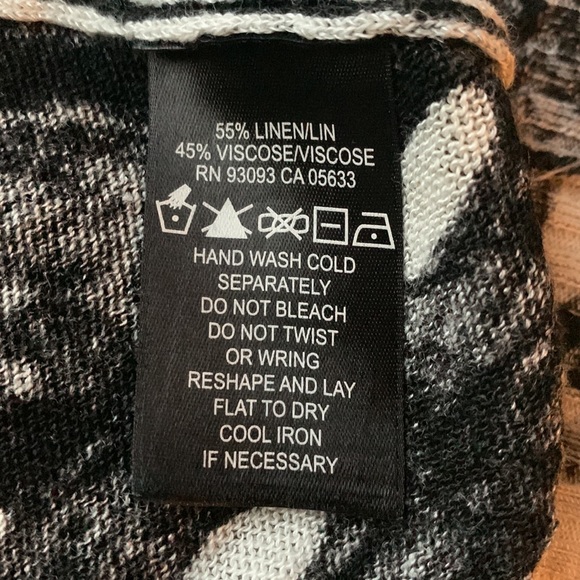 55% LINEN/LIN
45% VISCOSE/VISCOSE
RN 93093 CA 05633
HAND WASH COLD
SEPARATELY
DO NOT BLEACH
DO NOT TWIST
OR WRING
RESHAPE AND LAY
FLAT TO DRY
COOL IRON
IF NECESSARY